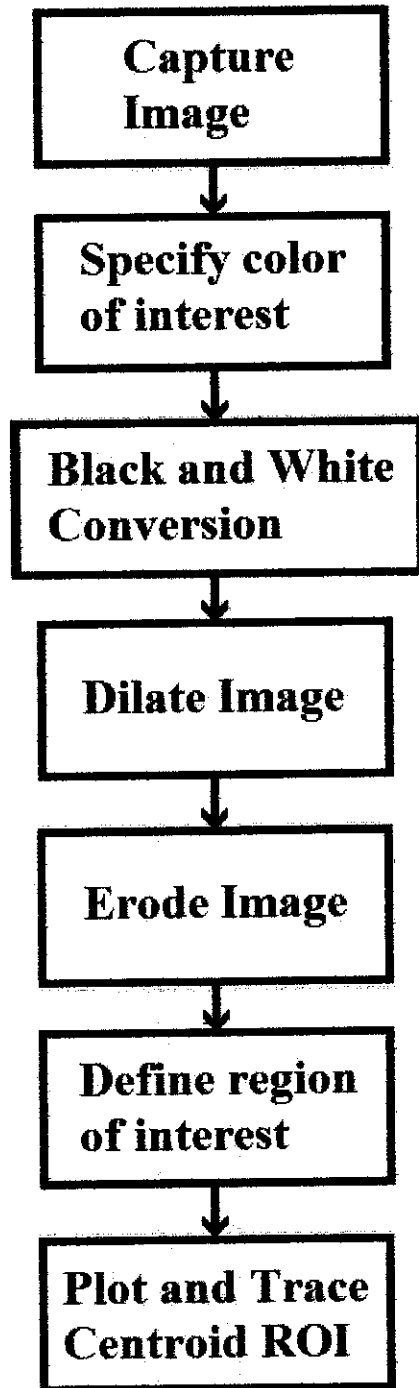 Capture
Image
Specify color
of interest
Black and White
Conversion
Dilate Image
Erode Image
Define region
of interest
Plot and Trace
Centroid ROI